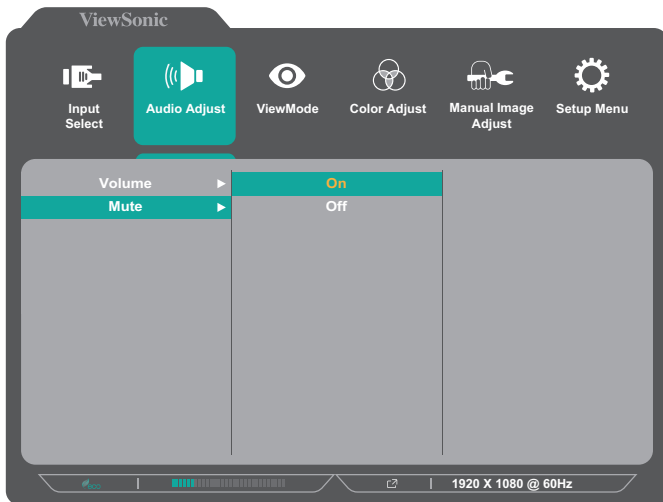 ViewSonic
Input Select
Audio Adjust
ViewMode
Color Adjust
Manual Image Adjust
Setup Menu
Volume
On
Mute
Off
eco
1920 X 1080 @ 60Hz